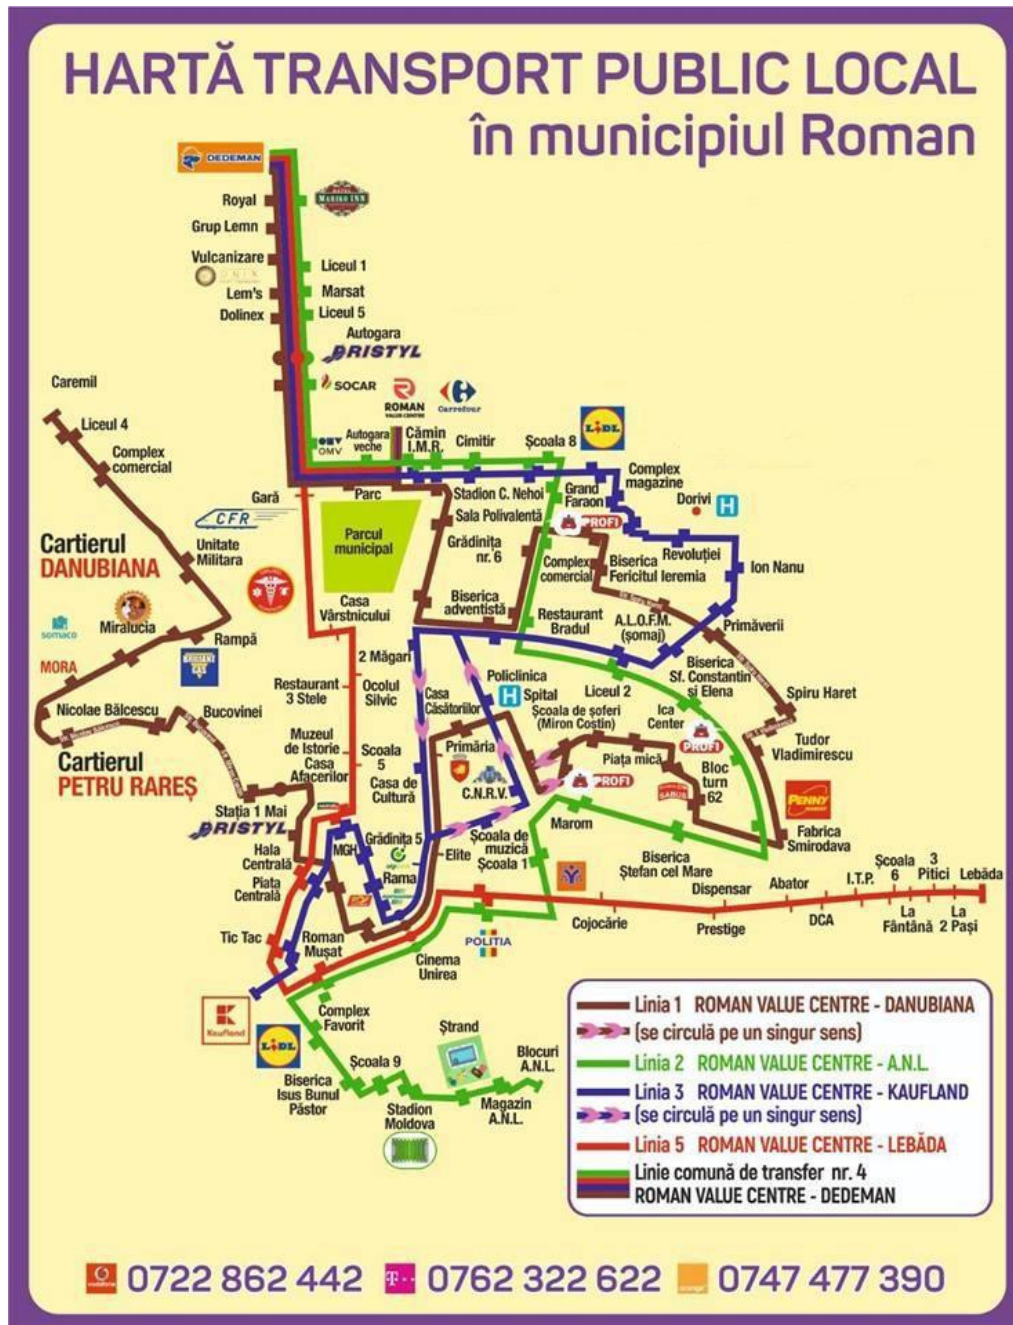 HARTĂ TRANSPORT PUBLIC LOCAL
în municipiul Roman
DEDEMAN
Royal
MARIKO INN
Grup Lemn
Vulcanizare
Liceul 1
Lem's
Marsat
Dolinex
Liceul 5
Autogara
PRISTYL
SOCAR
ROMAN
VALUE CENTRE
Carrefour
Caremil
Liceul 4
Complex
comercial
OMV
Autogara
veche
Cămin
I.M.R.
Cimitir
Școala 8
LIDL
Gară
Parc
Stadion C. Nehoi
Grand
Faraon
Complex
magazine
Dorivi
H
CFR
Parcul
municipal
Sala Polivalentă
PROFI
Unitate
Militara
Grădinița
nr. 6
Complex
comercial
Biserica
Fericitul Ieremia
Revoluției
Ion Nanu
Cartierul
DANUBIANA
Casa
Vârstnicului
Biserica
adventistă
Restaurant
Bradul
A.L.O.F.M.
(șomaj)
Primăverii
somaco
Miralucia
Rampă
MORA
2 Măgari
Policlinica
H
Spital
Liceul 2
Biserica
Sf. Constantin
și Elena
Spiru Haret
Restaurant
3 Stele
Ocolul
Silvic
Casa
Căsătoriilor
Școala de șoferi
(Miron Costin)
Ica
Center
PROFI
Nicolae Bălcescu
Bucovinei
Muzeul
de Istorie
Casa
Afacerilor
Scoala
5
Primăria
Piața mică
Tudor
Vladimirescu
Cartierul
PETRU RAREȘ
Casa de
Cultură
C.N.R.V.
PROFI
SABUS
Bloc
turn
62
PENNY
Stația 1 Mai
PRISTYL
Marom
Fabrica
Smirodava
Hala
Centrală
MGH
Grădinița 5
Elite
Școala de
muzică
Școala 1
Biserica
Ștefan cel Mare
Piata
Centrală
Rama
Dispensar
Abator
I.T.P.
Școala
6
3
Pitici
Lebăda
Tic Tac
Roman
Mușat
POLITIA
Cojocărie
Prestige
DCA
La
Fântână
La
2 Pași
Cinema
Unirea
Kaufland
LIDL
Complex
Favorit
Ștrand
Blocuri
A.N.L.
Școala 9
Biserica
Isus Bunul
Păstor
Stadion
Moldova
Magazin
A.N.L.
Linia 1 ROMAN VALUE CENTRE - DANUBIANA
(se circulă pe un singur sens)
Linia 2 ROMAN VALUE CENTRE - A.N.L.
Linia 3 ROMAN VALUE CENTRE - KAUFLAND
(se circulă pe un singur sens)
Linia 5 ROMAN VALUE CENTRE - LEBĂDA
Linie comună de transfer nr. 4
ROMAN VALUE CENTRE - DEDEMAN
0722 862 442
T
0762 322 622
0747 477 390